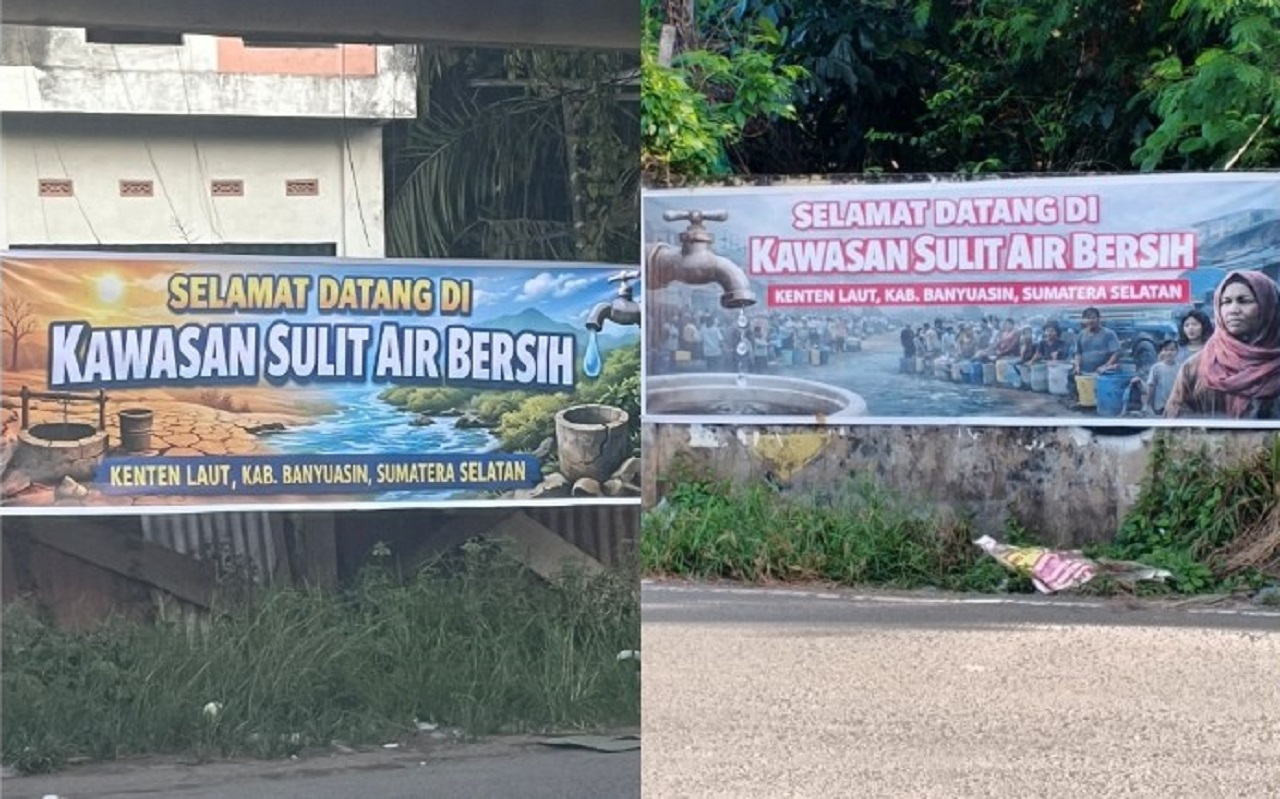 SELAMAT DATANG DI
KAWASAN SULIT AIR BERSIH
KENTEN LAUT, KAB. BANYUASIN, SUMATERA SELATAN
SELAMAT DATANG DI
KAWASAN SULIT AIR BERSIH
KENTEN LAUT, KAB. BANYUASIN, SUMATERA SELATAN